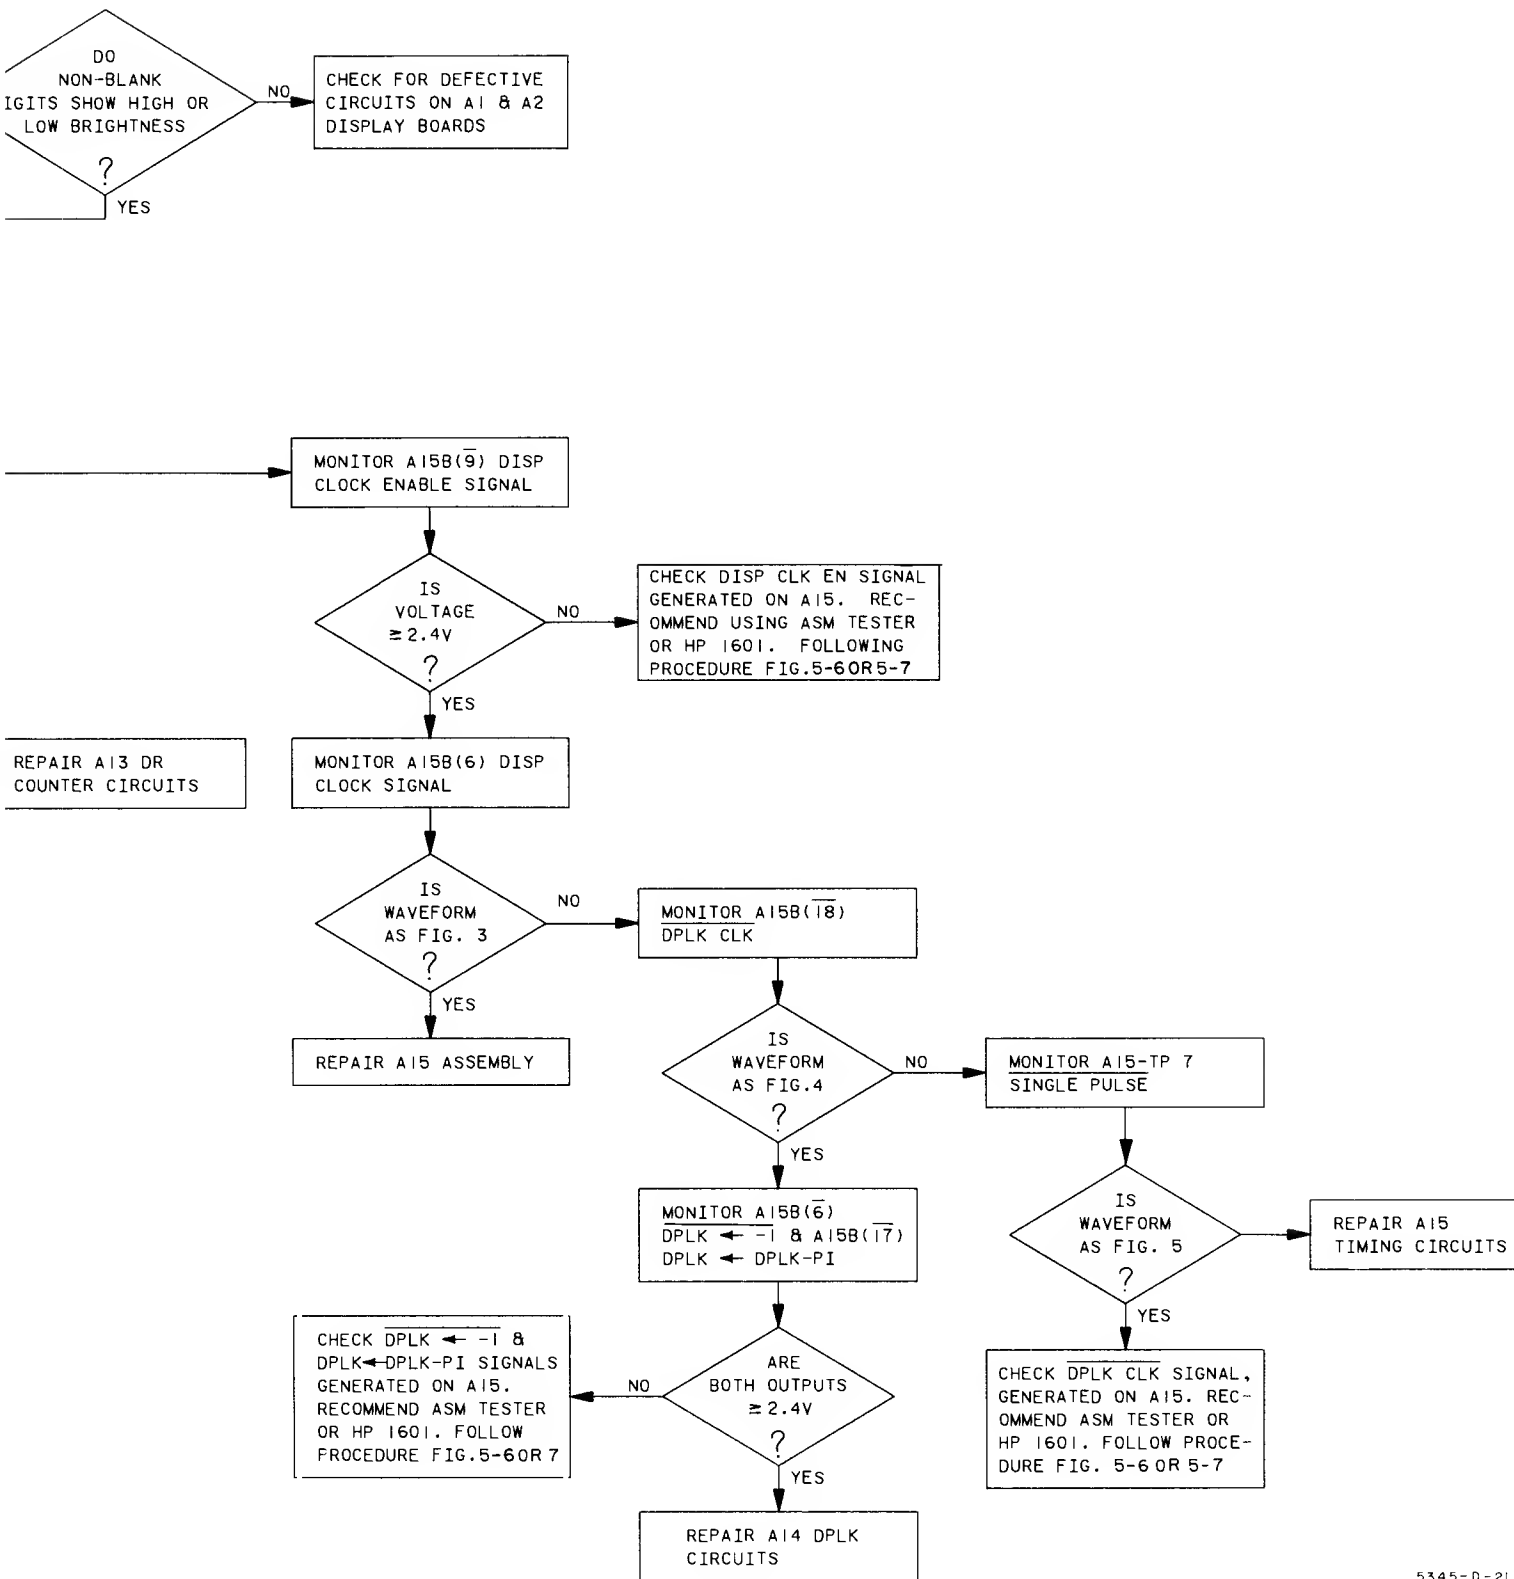 DO
NON-BLANK
IGITS SHOW HIGH OR
LOW BRIGHTNESS
?
NO
YES
CHECK FOR DEFECTIVE
CIRCUITS ON A1 & A2
DISPLAY BOARDS
MONITOR A15B(9̅) DISP
CLOCK ENABLE SIGNAL
IS
VOLTAGE
≥2.4V
?
NO
YES
CHECK DISP CLK EN SIGNAL
GENERATED ON A15. REC-
OMMEND USING ASM TESTER
OR HP 1601. FOLLOWING
PROCEDURE FIG.5-6OR5-7
REPAIR A13 DR
COUNTER CIRCUITS
MONITOR A15B(6) DISP
CLOCK SIGNAL
IS
WAVEFORM
AS FIG. 3
?
NO
YES
REPAIR A15 ASSEMBLY
MONITOR A15B(1̅8̅)
DPLK CLK
IS
WAVEFORM
AS FIG.4
?
NO
YES
MONITOR A15-TP 7
SINGLE PULSE
IS
WAVEFORM
AS FIG. 5
?
YES
REPAIR A15
TIMING CIRCUITS
MONITOR A15B(6̅)
DPLK ← -1 & A15B(1̅7̅)
DPLK ← DPLK-PI
ARE
BOTH OUTPUTS
≥2.4V
?
NO
YES
CHECK DPLK ← -1 &
DPLK←DPLK-PI SIGNALS
GENERATED ON A15.
RECOMMEND ASM TESTER
OR HP 1601. FOLLOW
PROCEDURE FIG.5-6OR7
CHECK DPLK CLK SIGNAL,
GENERATED ON A15. REC-
OMMEND ASM TESTER OR
HP 1601. FOLLOW PROCE-
DURE FIG. 5-6 OR 5-7
REPAIR A14 DPLK
CIRCUITS
5345-D-21